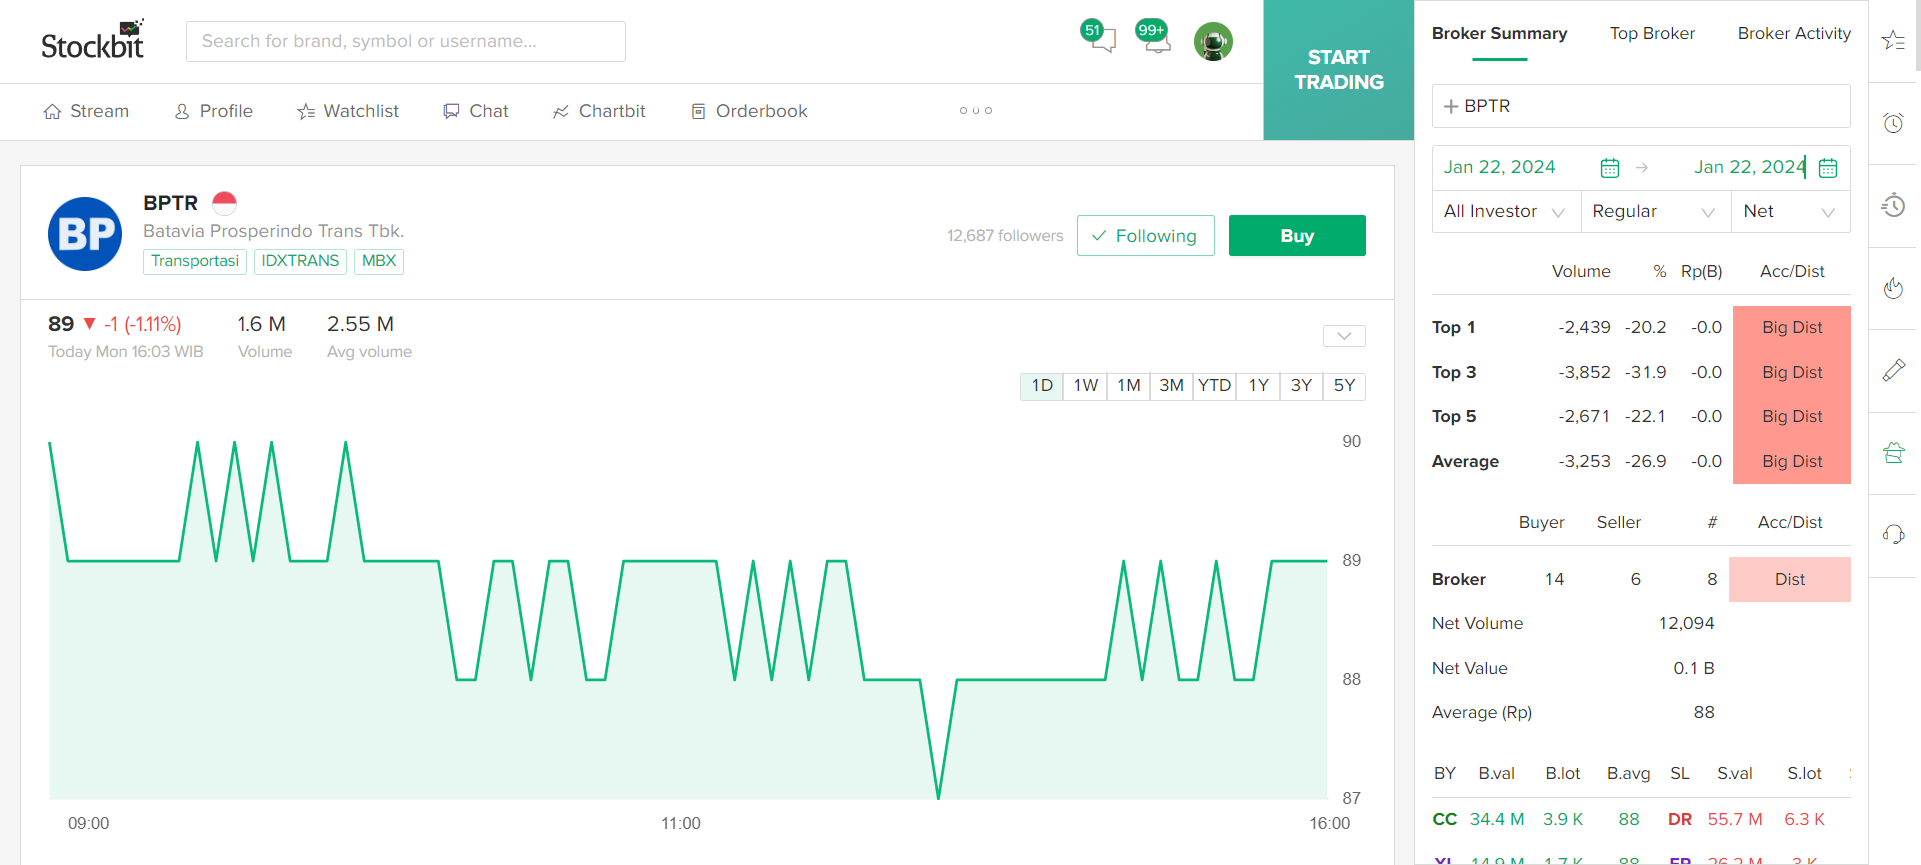 Stockbit
Search for brand, symbol or username...
51
99+
START
TRADING
Stream
Profile
Watchlist
Chat
Chartbit
Orderbook
BP
BPTR
Batavia Prosperindo Trans Tbk.
Transportasi
IDXTRANS
MBX
12,687 followers
Following
Buy
89 ▼ -1 (-1.11%)
1.6 M
2.55 M
Today Mon 16:03 WIB
Volume
Avg volume
1D 1W 1M 3M YTD 1Y 3Y 5Y
90
89
88
87
09:00 11:00 16:00
Broker Summary Top Broker Broker Activity
+ BPTR
Jan 22, 2024 → Jan 22, 2024
All Investor Regular Net
Volume % Rp(B) Acc/Dist
Top 1 -2,439 -20.2 -0.0 Big Dist
Top 3 -3,852 -31.9 -0.0 Big Dist
Top 5 -2,671 -22.1 -0.0 Big Dist
Average -3,253 -26.9 -0.0 Big Dist
Buyer Seller # Acc/Dist
Broker 14 6 8 Dist
Net Volume 12,094
Net Value 0.1 B
Average (Rp) 88
BY B.val B.lot B.avg SL S.val S.lot
CC 34.4 M 3.9 K 88 DR 55.7 M 6.3 K